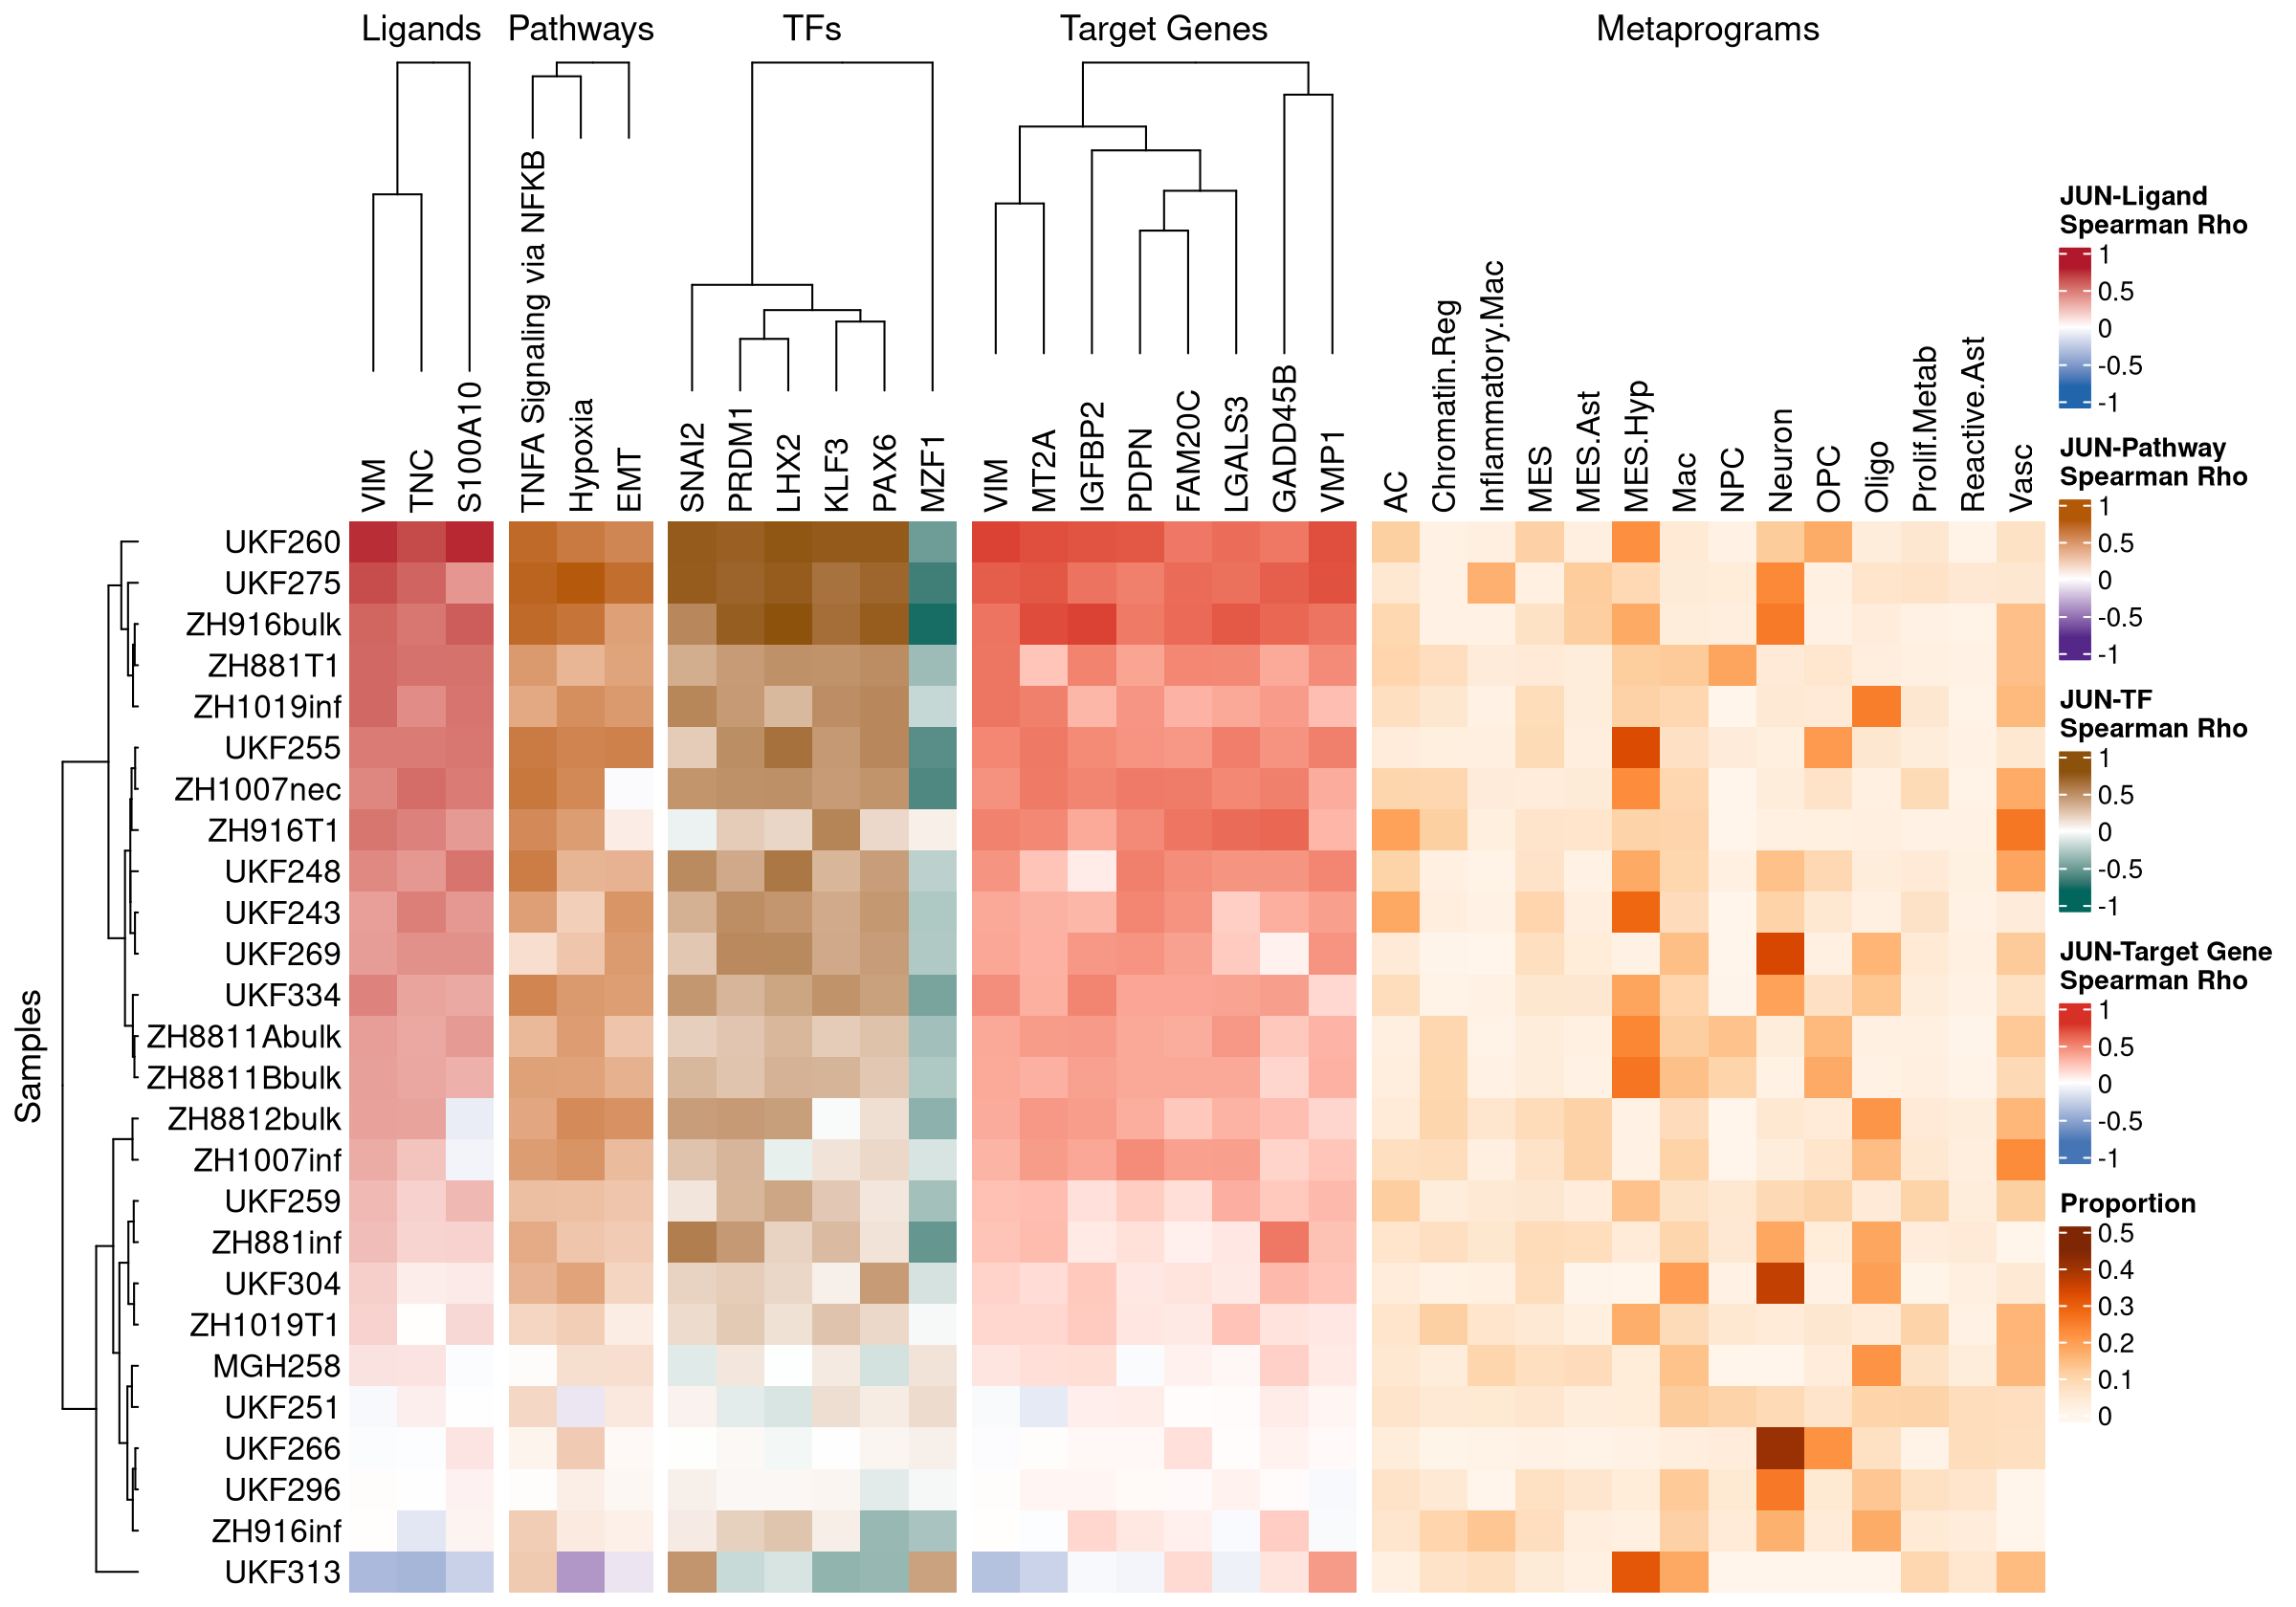 Ligands
Pathways
TFs
Target Genes
Metaprograms
VIM
TNC
S100A10
TNFA Signaling via NFKB
Hypoxia
EMT
SNAI2
PRDM1
LHX2
KLF3
PAX6
MZF1
VIM
MT2A
IGFBP2
PDPN
FAM20C
LGALS3
GADD45B
VMP1
AC
Chromatin.Reg
Inflammatory.Mac
MES
MES.Ast
MES.Hyp
Mac
NPC
Neuron
OPC
Oligo
Prolif.Metab
Reactive.Ast
Vasc
Samples
UKF260
UKF275
ZH916bulk
ZH881T1
ZH1019inf
UKF255
ZH1007nec
ZH916T1
UKF248
UKF243
UKF269
UKF334
ZH8811Abulk
ZH8811Bbulk
ZH8812bulk
ZH1007inf
UKF259
ZH881inf
UKF304
ZH1019T1
MGH258
UKF251
UKF266
UKF296
ZH916inf
UKF313
JUN-Ligand
Spearman Rho
1
0.5
0
-0.5
-1
JUN-Pathway
Spearman Rho
1
0.5
0
-0.5
-1
JUN-TF
Spearman Rho
1
0.5
0
-0.5
-1
JUN-Target Gene
Spearman Rho
1
0.5
0
-0.5
-1
Proportion
0.5
0.4
0.3
0.2
0.1
0